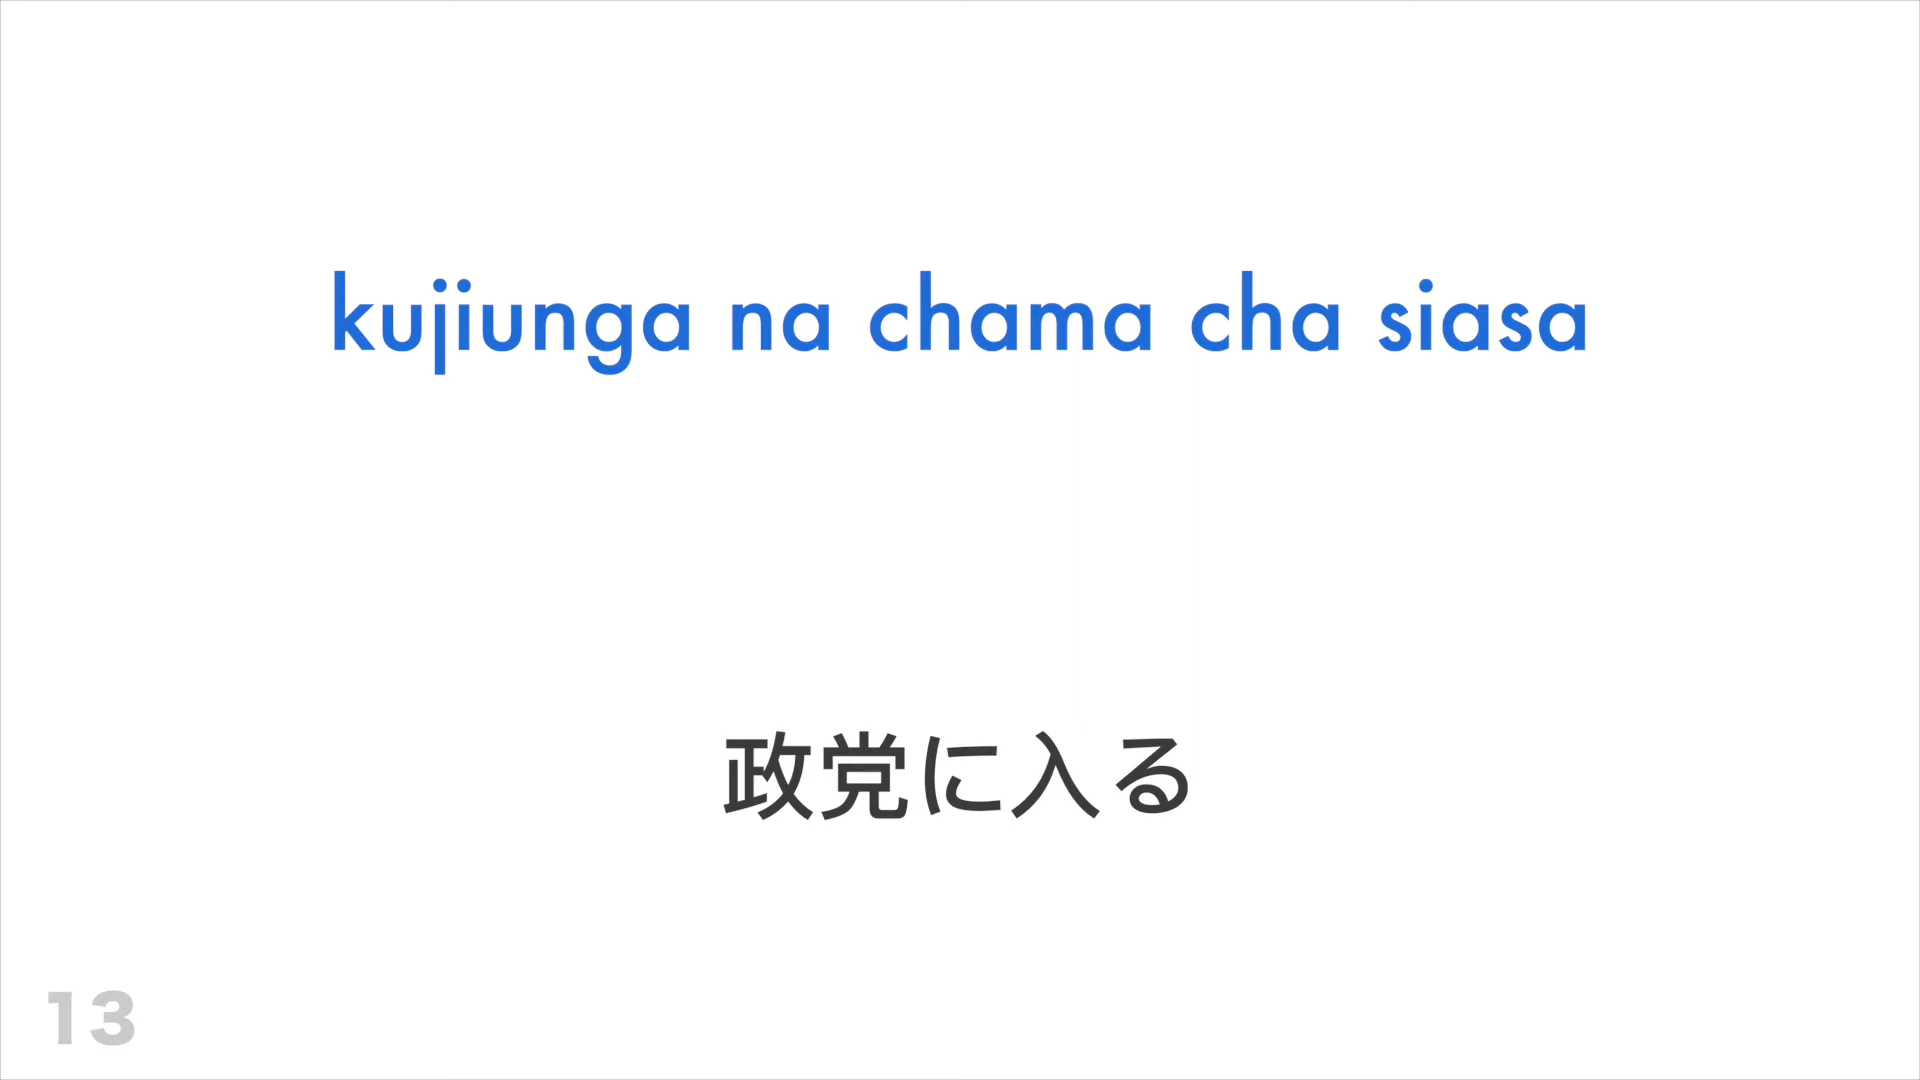 kujiunga na chama cha siasa
政党に入る
13